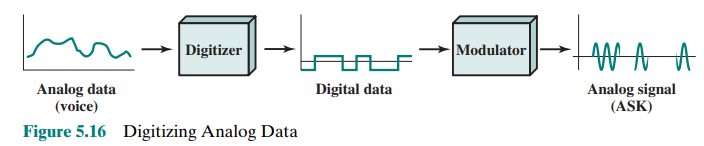 Digitizer
Modulator
Analog data
(voice)
Digital data
Analog signal
(ASK)
Figure 5.16 Digitizing Analog Data